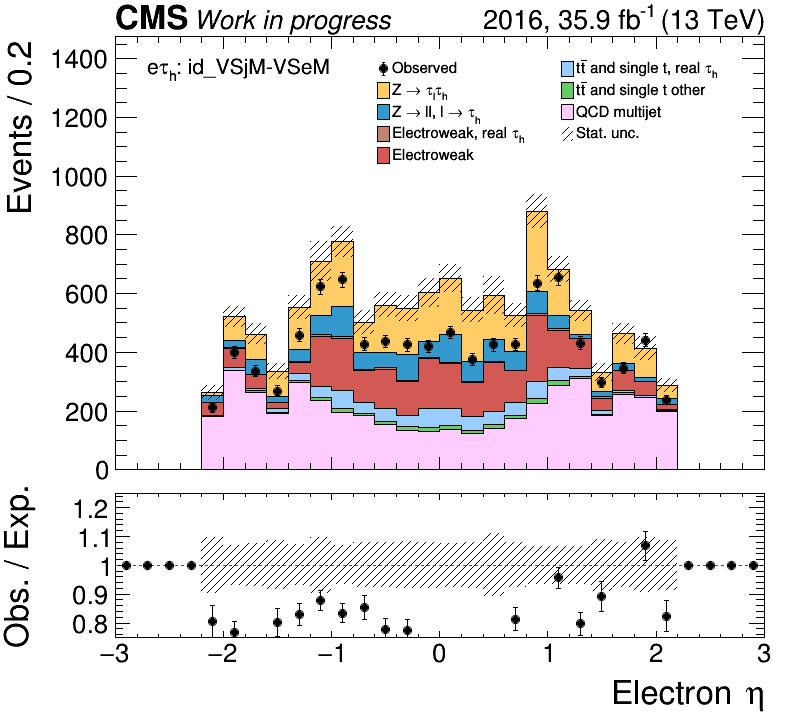 CMS Work in progress 2016, 35.9 fb⁻¹ (13 TeV)
Events / 0.2
1400
1200
1000
800
600
400
200
0
eτₕ: id_VSjM-VSeM
Observed
Z → τₗτₕ
Z → ll, l → τₕ
Electroweak, real τₕ
Electroweak
tt̄ and single t, real τₕ
tt̄ and single t other
QCD multijet
Stat. unc.
Obs. / Exp.
1.2
1.1
1
0.9
0.8
−3 −2 −1 0 1 2 3
Electron η